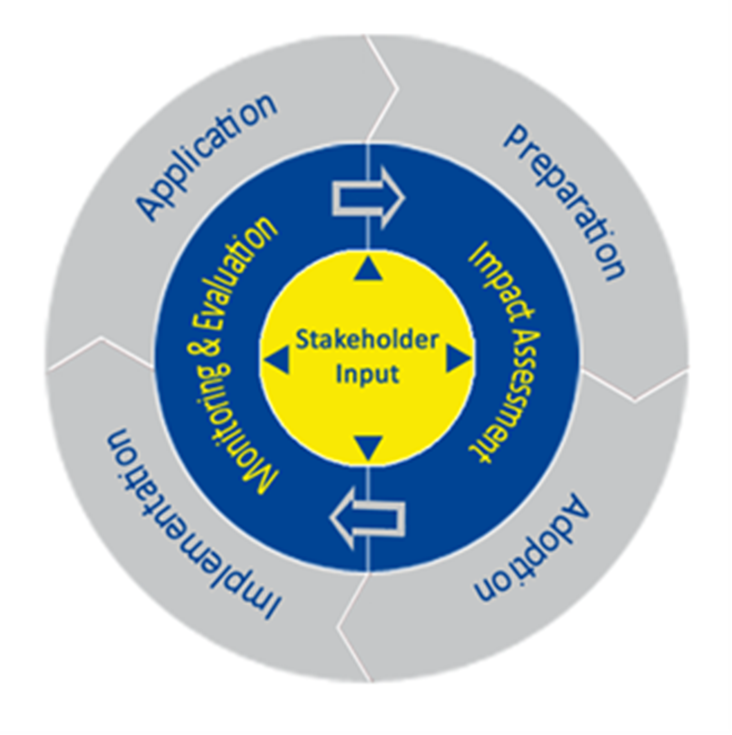 Application
Preparation
Monitoring & Evaluation
Impact Assessment
Stakeholder
Input
Implementation
Adoption